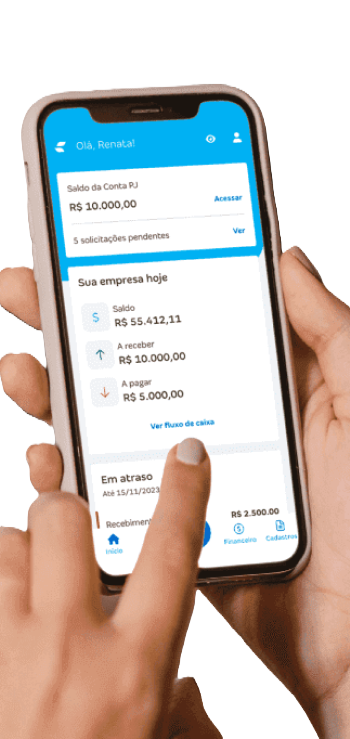 Olá, Renata!
Saldo da Conta PJ
R$ 10.000,00
Acessar
5 solicitações pendentes
Ver
Sua empresa hoje
Saldo
R$ 55.412,11
A receber
R$ 10.000,00
A pagar
R$ 5.000,00
Ver fluxo de caixa
Em atraso
Até 15/11/2023
R$ 2.500,00
Início
Financeiro
Cadastros